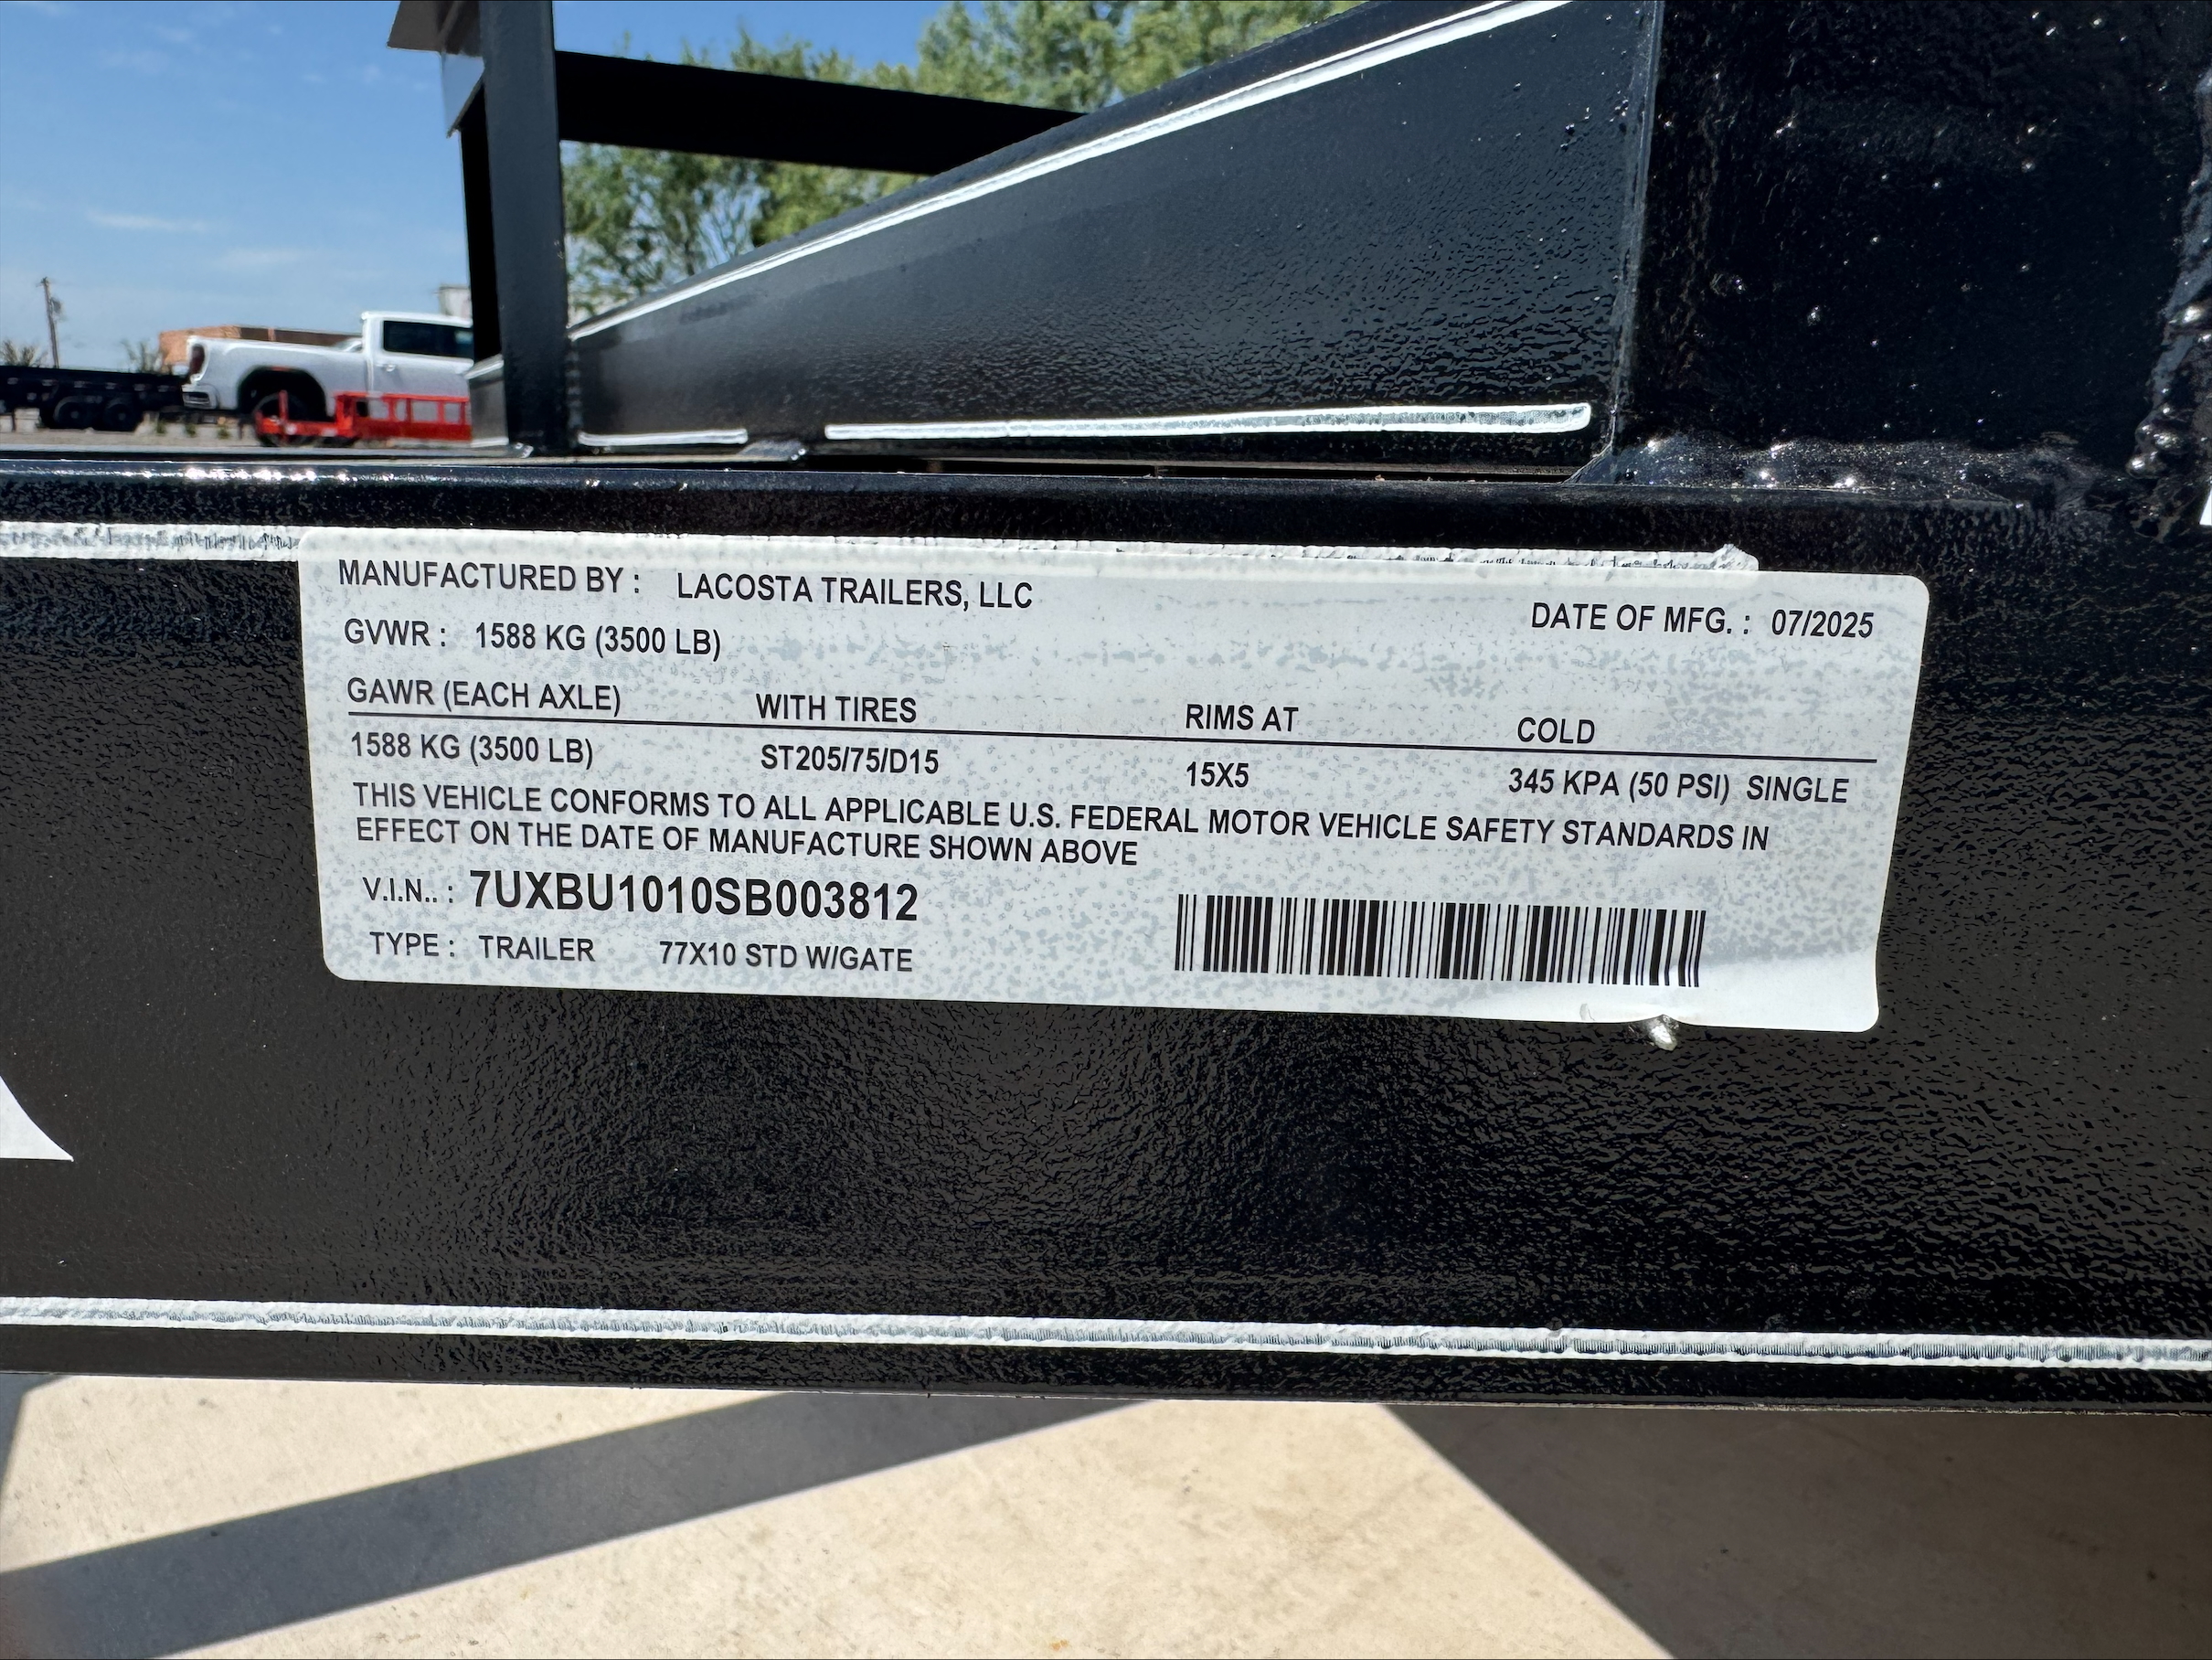 MANUFACTURED BY : LACOSTA TRAILERS, LLC
DATE OF MFG. : 07/2025
GVWR : 1588 KG (3500 LB)
GAWR (EACH AXLE) WITH TIRES RIMS AT COLD
1588 KG (3500 LB) ST205/75/D15 15X5 345 KPA (50 PSI) SINGLE
THIS VEHICLE CONFORMS TO ALL APPLICABLE U.S. FEDERAL MOTOR VEHICLE SAFETY STANDARDS IN
EFFECT ON THE DATE OF MANUFACTURE SHOWN ABOVE
V.I.N.. : 7UXBU1010SB003812
TYPE : TRAILER 77X10 STD W/GATE